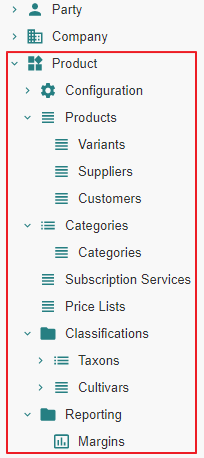 Party
Company
Product
Configuration
Products
Variants
Suppliers
Customers
Categories
Categories
Subscription Services
Price Lists
Classifications
Taxons
Cultivars
Reporting
Margins